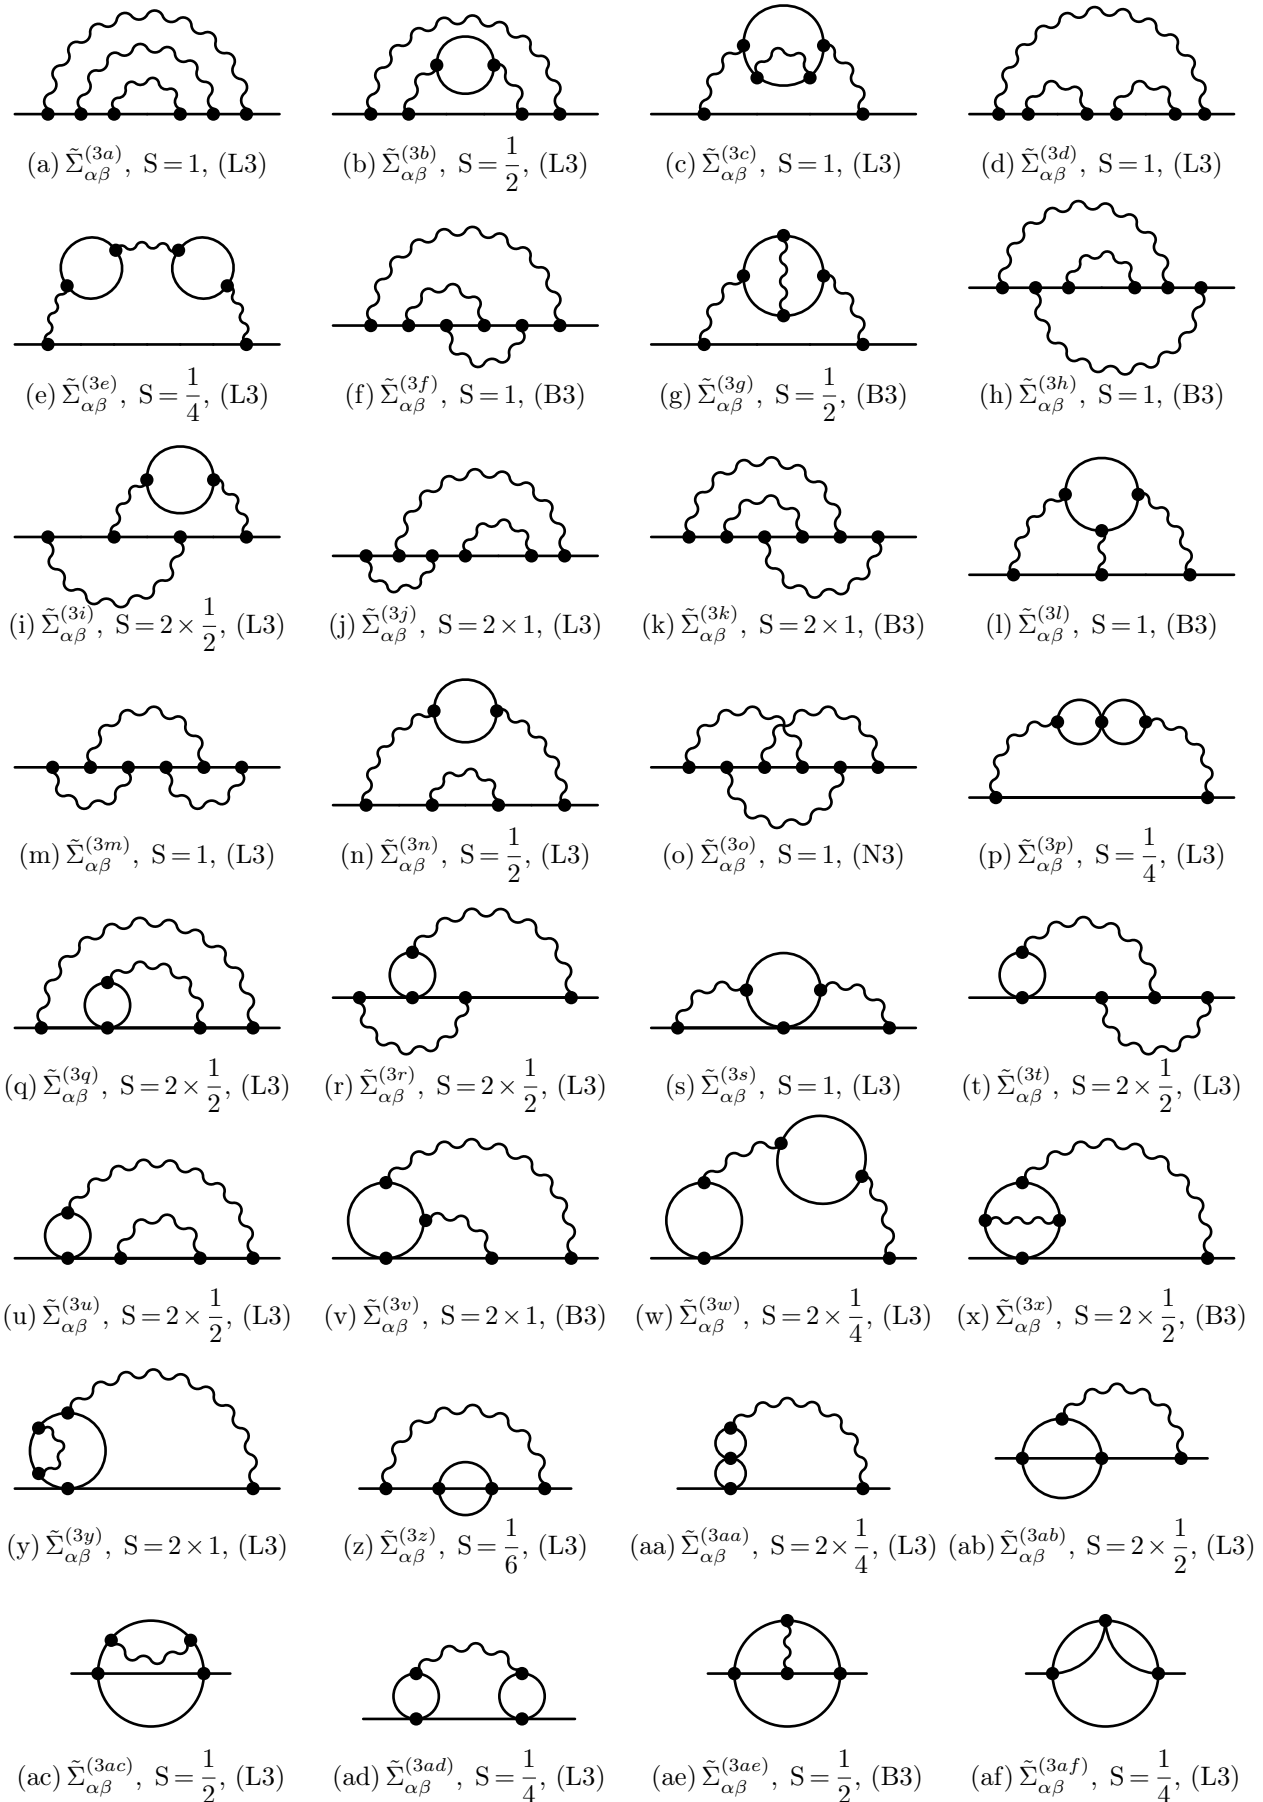 (a) Σ̃_{αβ}^{(3a)}, S = 1, (L3)
(b) Σ̃_{αβ}^{(3b)}, S = 1/2, (L3)
(c) Σ̃_{αβ}^{(3c)}, S = 1, (L3)
(d) Σ̃_{αβ}^{(3d)}, S = 1, (L3)
(e) Σ̃_{αβ}^{(3e)}, S = 1/4, (L3)
(f) Σ̃_{αβ}^{(3f)}, S = 1, (B3)
(g) Σ̃_{αβ}^{(3g)}, S = 1/2, (B3)
(h) Σ̃_{αβ}^{(3h)}, S = 1, (B3)
(i) Σ̃_{αβ}^{(3i)}, S = 2 × 1/2, (L3)
(j) Σ̃_{αβ}^{(3j)}, S = 2 × 1, (L3)
(k) Σ̃_{αβ}^{(3k)}, S = 2 × 1, (B3)
(l) Σ̃_{αβ}^{(3l)}, S = 1, (B3)
(m) Σ̃_{αβ}^{(3m)}, S = 1, (L3)
(n) Σ̃_{αβ}^{(3n)}, S = 1/2, (L3)
(o) Σ̃_{αβ}^{(3o)}, S = 1, (N3)
(p) Σ̃_{αβ}^{(3p)}, S = 1/4, (L3)
(q) Σ̃_{αβ}^{(3q)}, S = 2 × 1/2, (L3)
(r) Σ̃_{αβ}^{(3r)}, S = 2 × 1/2, (L3)
(s) Σ̃_{αβ}^{(3s)}, S = 1, (L3)
(t) Σ̃_{αβ}^{(3t)}, S = 2 × 1/2, (L3)
(u) Σ̃_{αβ}^{(3u)}, S = 2 × 1/2, (L3)
(v) Σ̃_{αβ}^{(3v)}, S = 2 × 1, (B3)
(w) Σ̃_{αβ}^{(3w)}, S = 2 × 1/4, (L3)
(x) Σ̃_{αβ}^{(3x)}, S = 2 × 1/2, (B3)
(y) Σ̃_{αβ}^{(3y)}, S = 2 × 1, (L3)
(z) Σ̃_{αβ}^{(3z)}, S = 1/6, (L3)
(aa) Σ̃_{αβ}^{(3aa)}, S = 2 × 1/4, (L3)
(ab) Σ̃_{αβ}^{(3ab)}, S = 2 × 1/2, (L3)
(ac) Σ̃_{αβ}^{(3ac)}, S = 1/2, (L3)
(ad) Σ̃_{αβ}^{(3ad)}, S = 1/4, (L3)
(ae) Σ̃_{αβ}^{(3ae)}, S = 1/2, (B3)
(af) Σ̃_{αβ}^{(3af)}, S = 1/4, (L3)